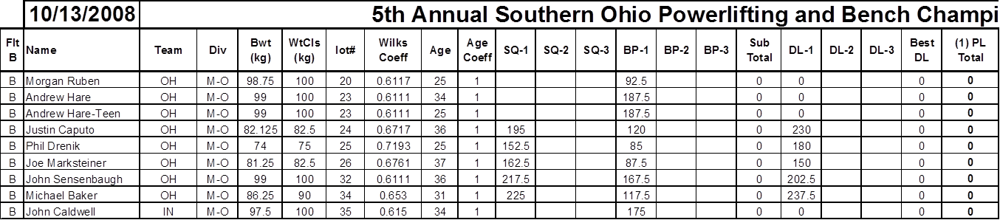 10/13/2008 5th Annual Southern Ohio Powerlifting and Bench Champi
Flt B Name Team Div Bwt (kg) WtCls (kg) lot# Wilks Coeff Age Age Coeff SQ-1 SQ-2 SQ-3 BP-1 BP-2 BP-3 Sub Total DL-1 DL-2 DL-3 Best DL (1) PL Total
B Morgan Ruben OH M-O 98.75 100 20 0.6117 25 1 92.5 0 0 0 0
B Andrew Hare OH M-O 99 100 23 0.6111 34 1 187.5 0 0 0 0
B Andrew Hare-Teen OH M-O 99 100 23 0.6111 25 1 187.5 0 0 0 0
B Justin Caputo OH M-O 82.125 82.5 24 0.6717 36 1 195 120 0 230 0 0
B Phil Drenik OH M-O 74 75 25 0.7193 25 1 152.5 85 0 180 0 0
B Joe Marksteiner OH M-O 81.25 82.5 26 0.6761 37 1 162.5 87.5 0 150 0 0
B John Sensenbaugh OH M-O 99 100 32 0.6111 36 1 217.5 167.5 0 202.5 0 0
B Michael Baker OH M-O 86.25 90 34 0.653 31 1 225 117.5 0 237.5 0 0
B John Caldwell IN M-O 97.5 100 35 0.615 34 1 175 0 0 0